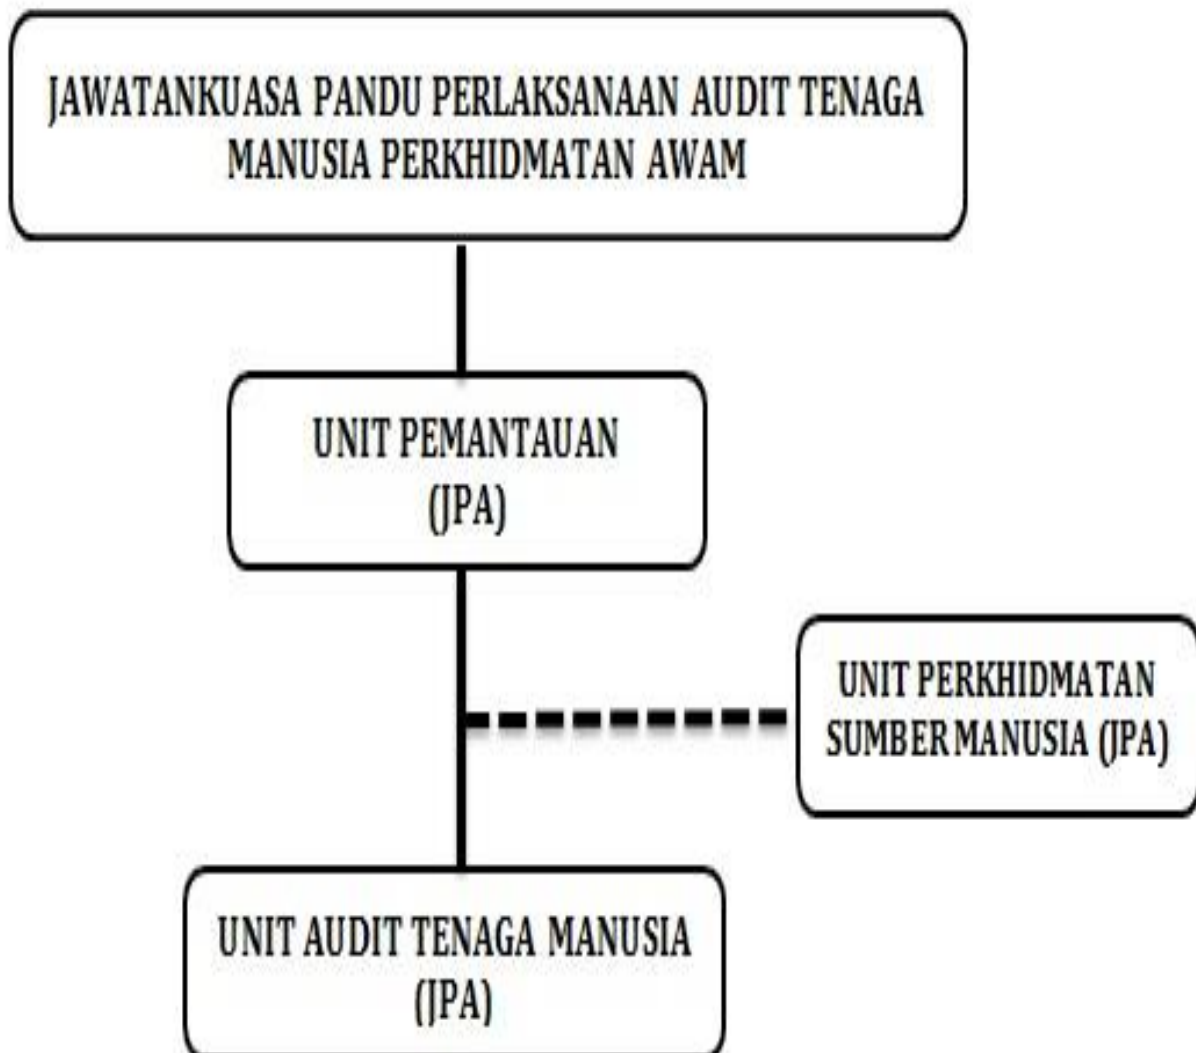 JAWATANKUASA PANDU PERLAKSANAAN AUDIT TENAGA
MANUSIA PERKHIDMATAN AWAM
UNIT PEMANTAUAN
(JPA)
UNIT PERKHIDMATAN
SUMBER MANUSIA (JPA)
UNIT AUDIT TENAGA MANUSIA
(JPA)